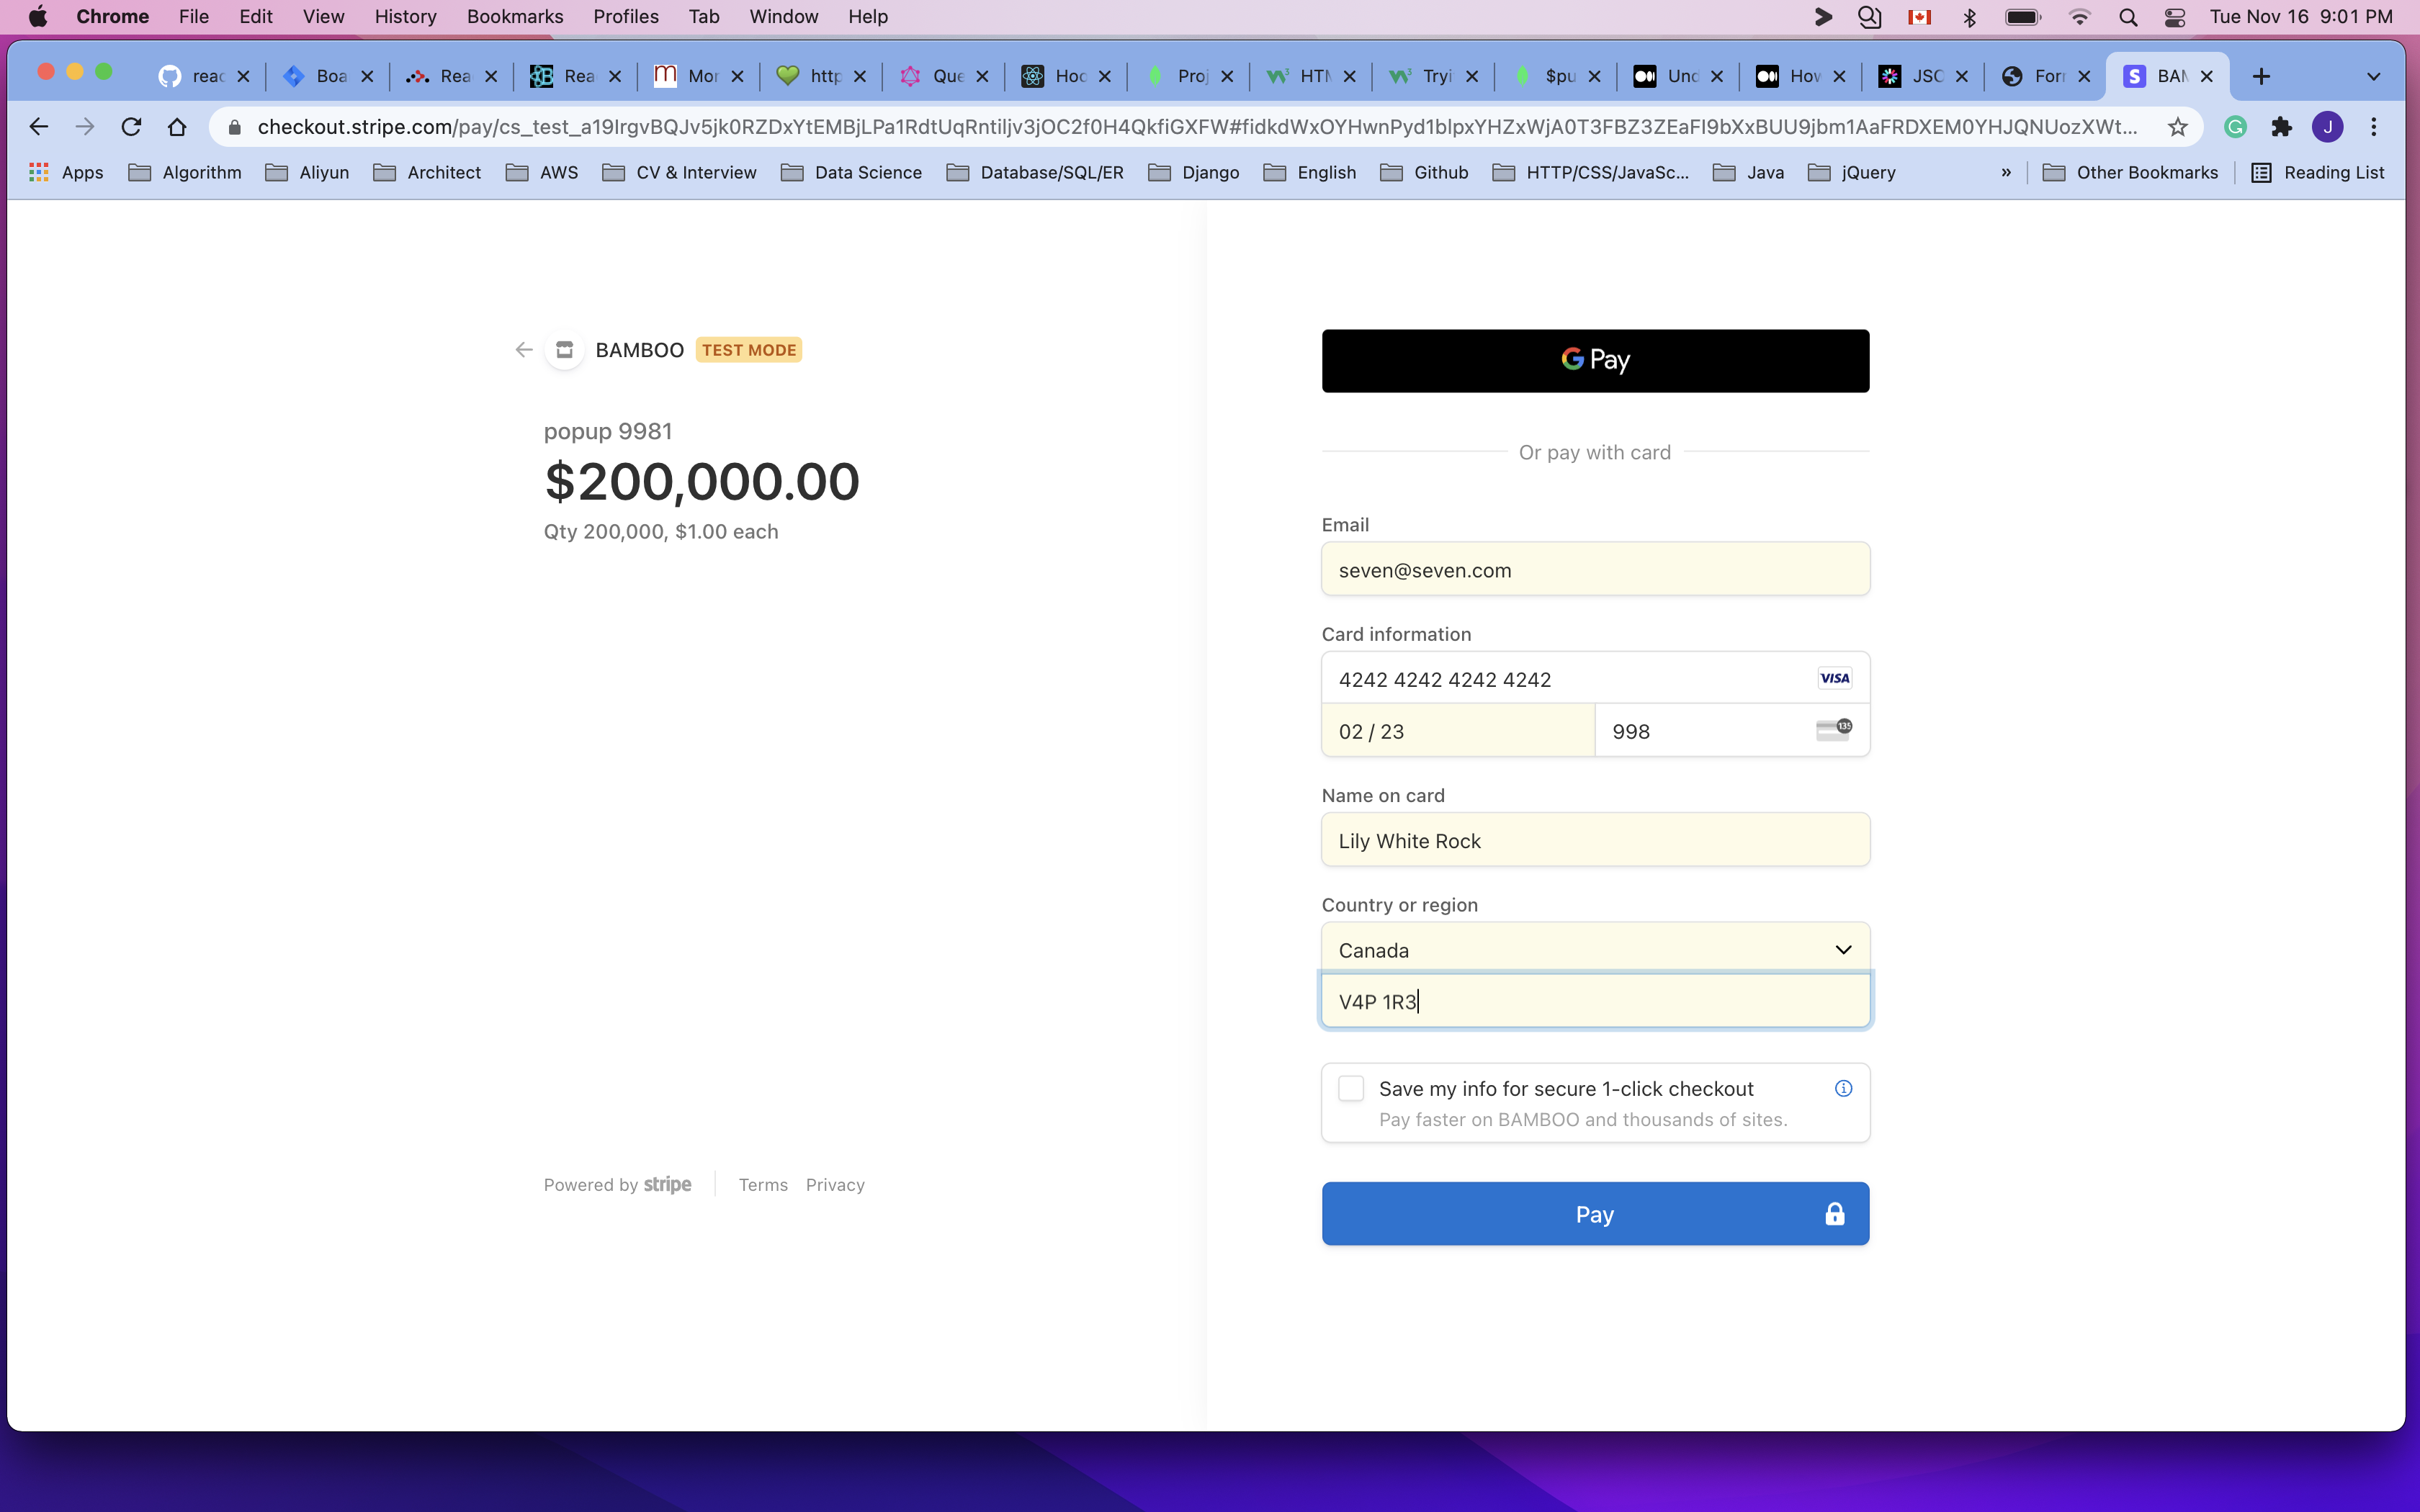 Chrome File Edit View History Bookmarks Profiles Tab Window Help Tue Nov 16 9:01 PM
reac Boa Rea Rea Mor http Que Hoc Proj HTM Tryi $pu Und How JSC Forr BAM
checkout.stripe.com/pay/cs_test_a19IrgvBQJv5jk0RZDxYtEMBjLPa1RdtUqRntiljv3jOC2f0H4QkfiGXFW#fidkdWxOYHwnPyd1blpxYHZxWjA0T3FBZ3ZEaFI9bXxBUU9jbm1AaFRDXEM0YHJQNUozXWt... J
Apps Algorithm Aliyun Architect AWS CV & Interview Data Science Database/SQL/ER Django English Github HTTP/CSS/JavaSc... Java jQuery » Other Bookmarks Reading List
BAMBOO TEST MODE
popup 9981
$200,000.00
Qty 200,000, $1.00 each
Powered by stripe Terms Privacy
G Pay
Or pay with card
Email
seven@seven.com
Card information
4242 4242 4242 4242 VISA
02 / 23 998 135
Name on card
Lily White Rock
Country or region
Canada
V4P 1R3
Save my info for secure 1-click checkout
Pay faster on BAMBOO and thousands of sites.
Pay